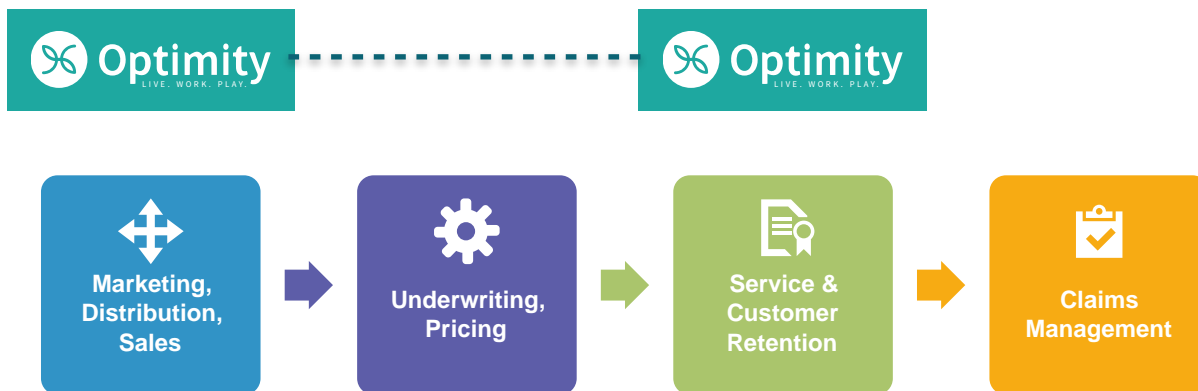 Optimity
LIVE. WORK. PLAY.
Optimity
LIVE. WORK. PLAY.
Marketing,
Distribution,
Sales
Underwriting,
Pricing
Service &
Customer
Retention
Claims
Management